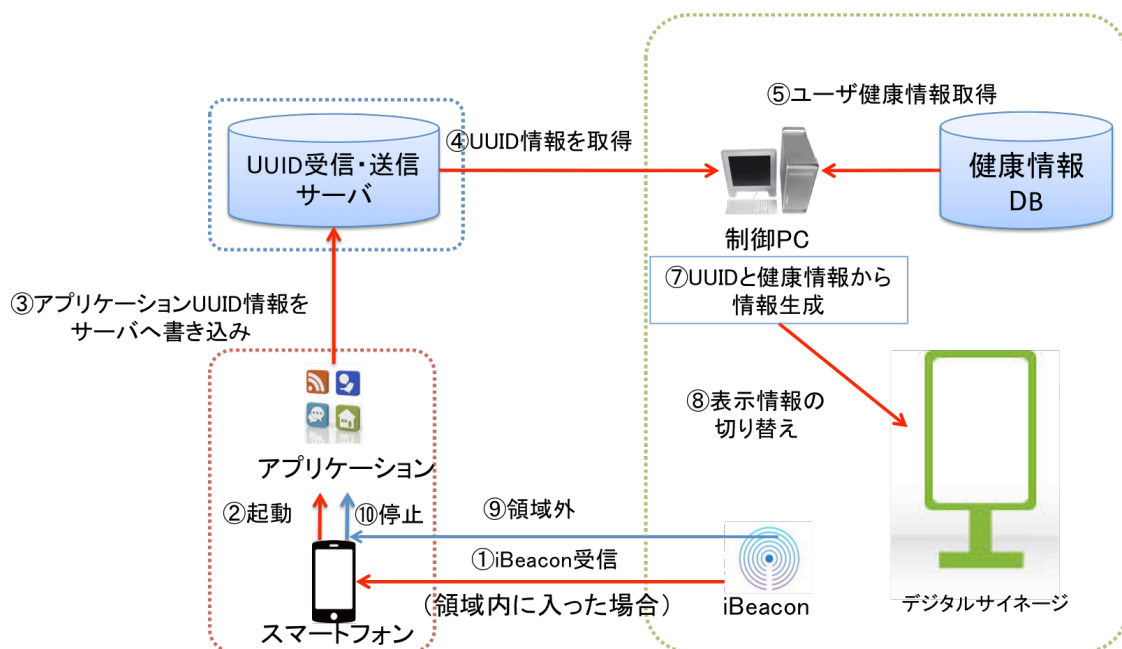 ⑤ユーザ健康情報取得
④UUID情報を取得
UUID受信・送信
サーバ
健康情報
DB
制御PC
⑦UUIDと健康情報から
情報生成
③アプリケーションUUID情報を
サーバへ書き込み
⑧表示情報の
切り替え
アプリケーション
②起動
⑩停止
⑨領域外
①iBeacon受信
(領域内に入った場合)
iBeacon
デジタルサイネージ
スマートフォン